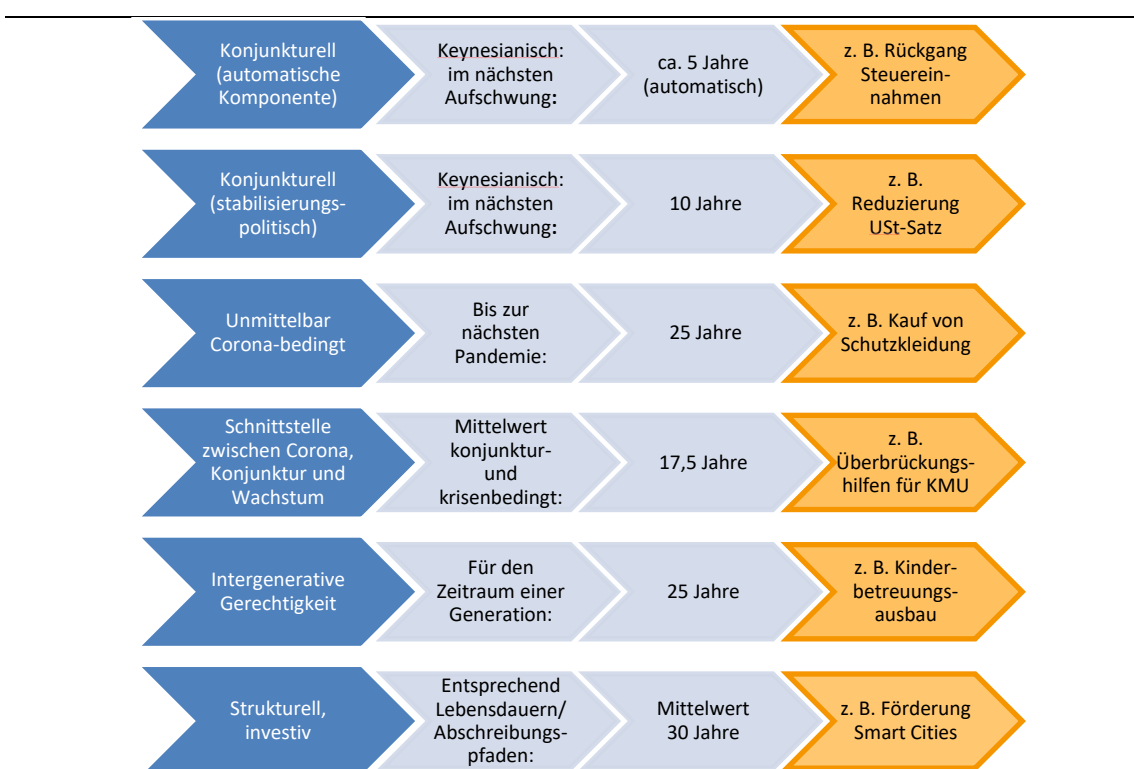 Konjunkturell
(automatische
Komponente)
Keynesianisch:
im nächsten
Aufschwung:
ca. 5 Jahre
(automatisch)
z. B. Rückgang
Steuerein-
nahmen
Konjunkturell
(stabilisierungs-
politisch)
Keynesianisch:
im nächsten
Aufschwung:
10 Jahre
z. B.
Reduzierung
USt-Satz
Unmittelbar
Corona-bedingt
Bis zur
nächsten
Pandemie:
25 Jahre
z. B. Kauf von
Schutzkleidung
Schnittstelle
zwischen Corona,
Konjunktur und
Wachstum
Mittelwert
konjunktur-
und
krisenbedingt:
17,5 Jahre
z. B.
Überbrückungs-
hilfen für KMU
Intergenerative
Gerechtigkeit
Für den
Zeitraum einer
Generation:
25 Jahre
z. B. Kinder-
betreuungs-
ausbau
Strukturell,
investiv
Entsprechend
Lebensdauern/
Abschreibungs-
pfaden:
Mittelwert
30 Jahre
z. B. Förderung
Smart Cities